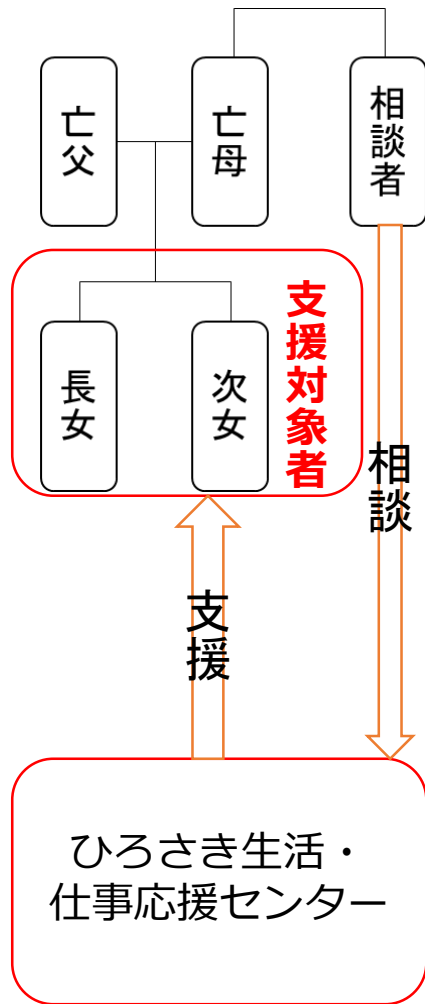 亡父
亡母
相談者
長女
次女
支援対象者
相談
支援
ひろさき生活・
仕事応援センター